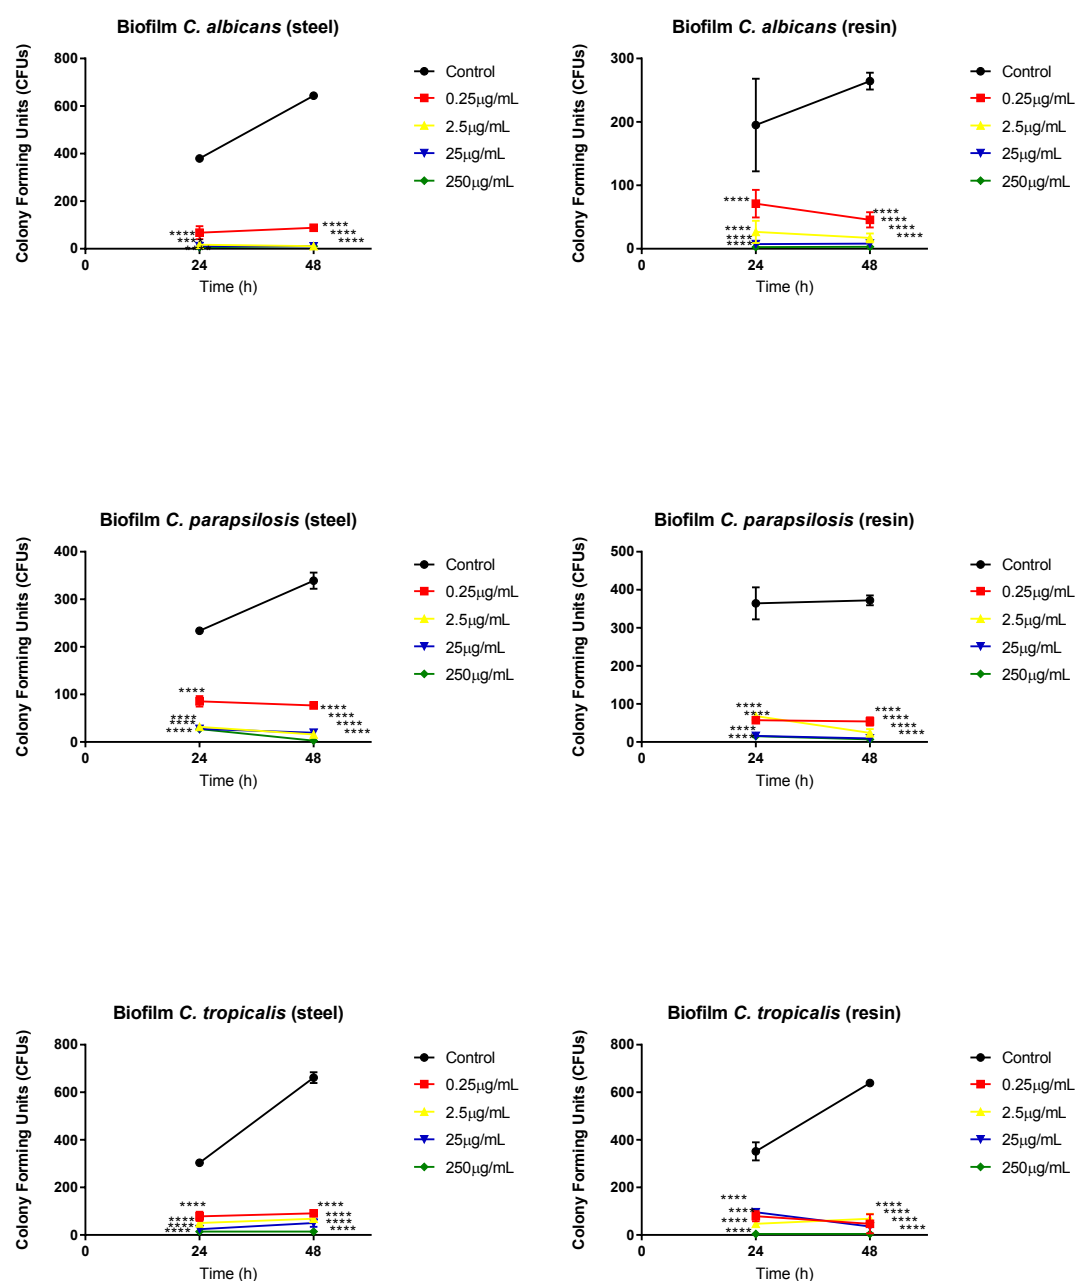 Biofilm C. albicans (steel)
Colony Forming Units (CFUs)
800
600
400
200
0
0
24
48
Time (h)
****
****
****
****
****
****
Control
0.25µg/mL
2.5µg/mL
25µg/mL
250µg/mL
Biofilm C. albicans (resin)
Colony Forming Units (CFUs)
300
200
100
0
0
24
48
Time (h)
****
****
****
****
****
****
****
****
Control
0.25µg/mL
2.5µg/mL
25µg/mL
250µg/mL
Biofilm C. parapsilosis (steel)
Colony Forming Units (CFUs)
400
300
200
100
0
0
24
48
Time (h)
****
****
****
****
****
****
****
****
Control
0.25µg/mL
2.5µg/mL
25µg/mL
250µg/mL
Biofilm C. parapsilosis (resin)
Colony Forming Units (CFUs)
500
400
300
200
100
0
0
24
48
Time (h)
****
****
****
****
****
****
****
****
Control
0.25µg/mL
2.5µg/mL
25µg/mL
250µg/mL
Biofilm C. tropicalis (steel)
Colony Forming Units (CFUs)
800
600
400
200
0
0
24
48
Time (h)
****
****
****
****
****
****
****
****
Control
0.25µg/mL
2.5µg/mL
25µg/mL
250µg/mL
Biofilm C. tropicalis (resin)
Colony Forming Units (CFUs)
800
600
400
200
0
0
24
48
Time (h)
****
****
****
****
****
****
****
****
Control
0.25µg/mL
2.5µg/mL
25µg/mL
250µg/mL